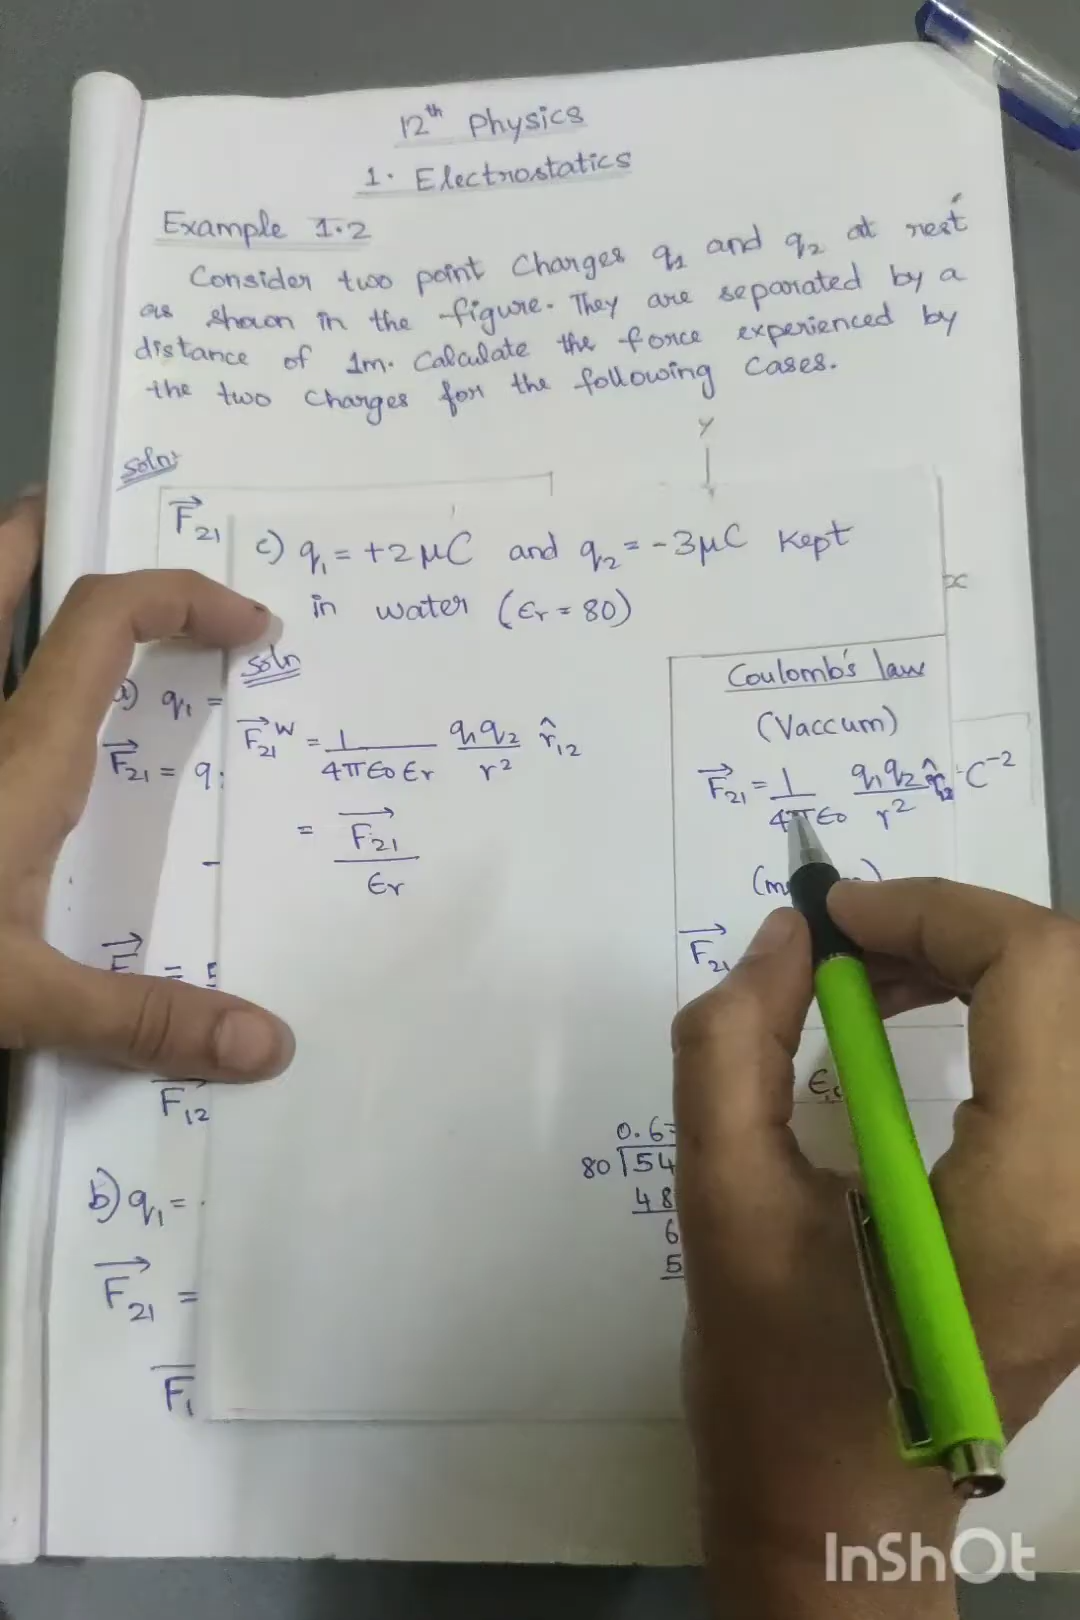 12th Physics
1. Electrostatics
Example 1.2
Consider two point Charges q1 and q2 at rest
as shown in the figure. They are separated by a
distance of 1m. Calculate the force experienced by
the two Charges for the following Cases.
Soln:
Y
F21
c) q1 = +2μC and q2 = -3μC Kept
in water (εr = 80)
x
Soln
Coulomb's law
(Vaccum)
a) q1 =
F21^W = 1/4πε0εr q1q2/r² r̂12
F21 = 1/4πε0 q1q2/r² r̂12
C⁻²
F21 = q
= F21/εr
F21
F12
0.6
80 54
48
6
5
b) q1 =
F21 =
F1
InShOt